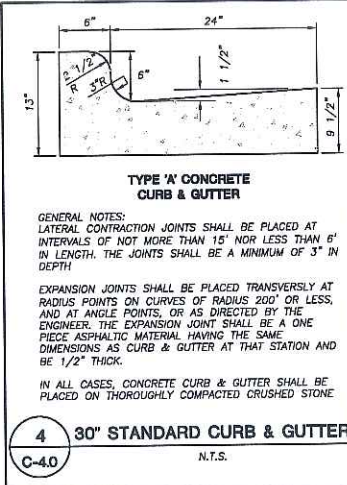 6"
24"
1 1/2"
2 1/2"
R
3"R
6"
13"
9 1/2"
TYPE 'A' CONCRETE
CURB & GUTTER
GENERAL NOTES:
LATERAL CONTRACTION JOINTS SHALL BE PLACED AT
INTERVALS OF NOT MORE THAN 15' NOR LESS THAN 6'
IN LENGTH. THE JOINTS SHALL BE A MINIMUM OF 3" IN
DEPTH
EXPANSION JOINTS SHALL BE PLACED TRANSVERSLY AT
RADIUS POINTS ON CURVES OF RADIUS 200' OR LESS,
AND AT ANGLE POINTS, OR AS DIRECTED BY THE
ENGINEER. THE EXPANSION JOINT SHALL BE A ONE
PIECE ASPHALTIC MATERIAL HAVING THE SAME
DIMENSIONS AS CURB & GUTTER AT THAT STATION AND
BE 1/2" THICK.
IN ALL CASES, CONCRETE CURB & GUTTER SHALL BE
PLACED ON THOROUGHLY COMPACTED CRUSHED STONE
4
C-4.0
30" STANDARD CURB & GUTTER
N.T.S.